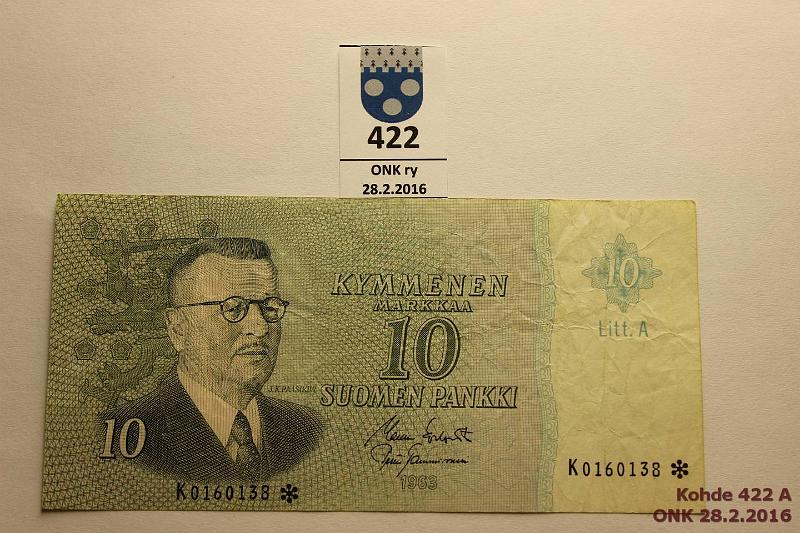 422
ONK ry
28.2.2016
KYMMENEN
MARKKAA
10
SUOMEN PANKKI
10
Litt. A
J.K.PAASIKIVI
10
1963
K0160138 *
K0160138 *
Kohde 422 A
ONK 28.2.2016